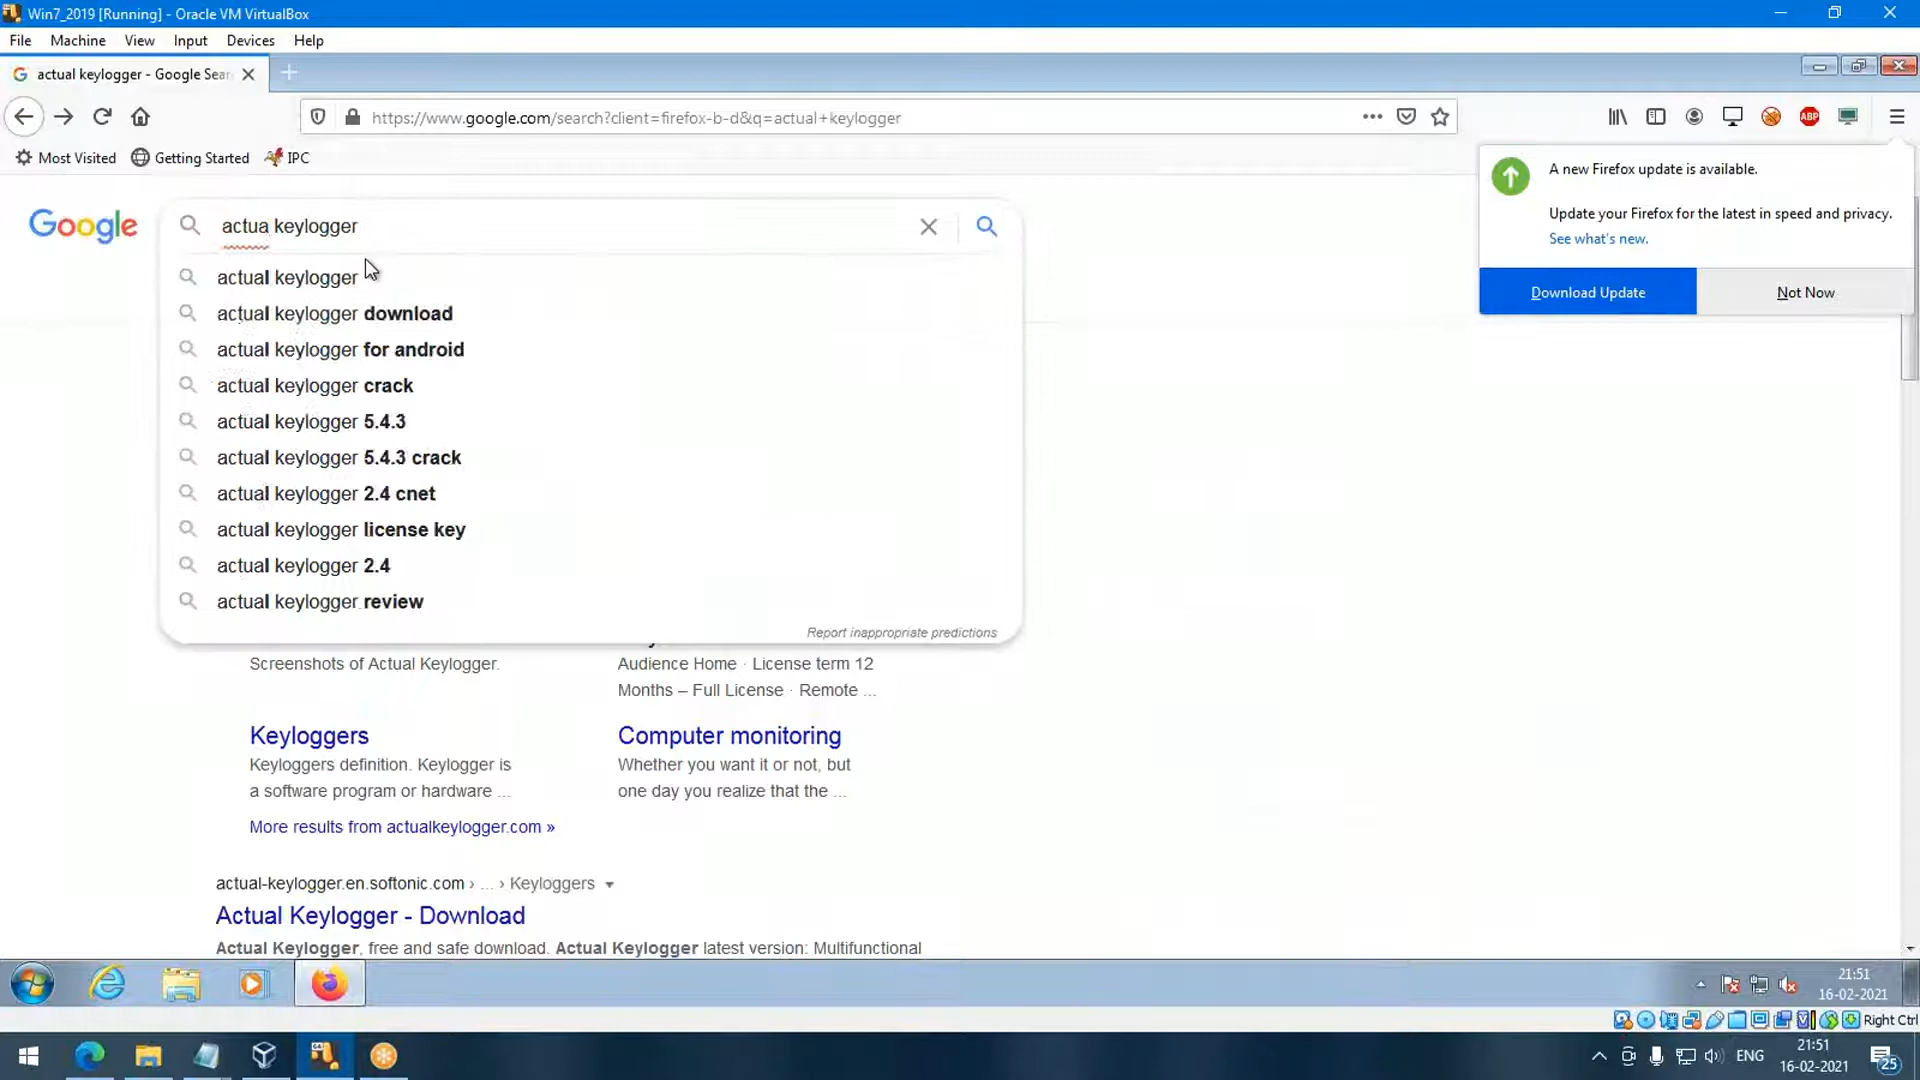 Win7_2019 [Running] - Oracle VM VirtualBox
File Machine View Input Devices Help
actual keylogger - Google Sear
https://www.google.com/search?client=firefox-b-d&q=actual+keylogger
ABP
Most Visited Getting Started IPC
A new Firefox update is available.
Update your Firefox for the latest in speed and privacy.
See what's new.
Download Update Not Now
Google
actua keylogger
actual keylogger
actual keylogger download
actual keylogger for android
actual keylogger crack
actual keylogger 5.4.3
actual keylogger 5.4.3 crack
actual keylogger 2.4 cnet
actual keylogger license key
actual keylogger 2.4
actual keylogger review
Report inappropriate predictions
Screenshots of Actual Keylogger.
Audience Home · License term 12
Months – Full License · Remote ...
Keyloggers
Keyloggers definition. Keylogger is
a software program or hardware ...
Computer monitoring
Whether you want it or not, but
one day you realize that the ...
More results from actualkeylogger.com »
actual-keylogger.en.softonic.com › ... › Keyloggers
Actual Keylogger - Download
Actual Keylogger, free and safe download. Actual Keylogger latest version: Multifunctional
21:51
16-02-2021
Right Ctrl
ENG
21:51
16-02-2021
25